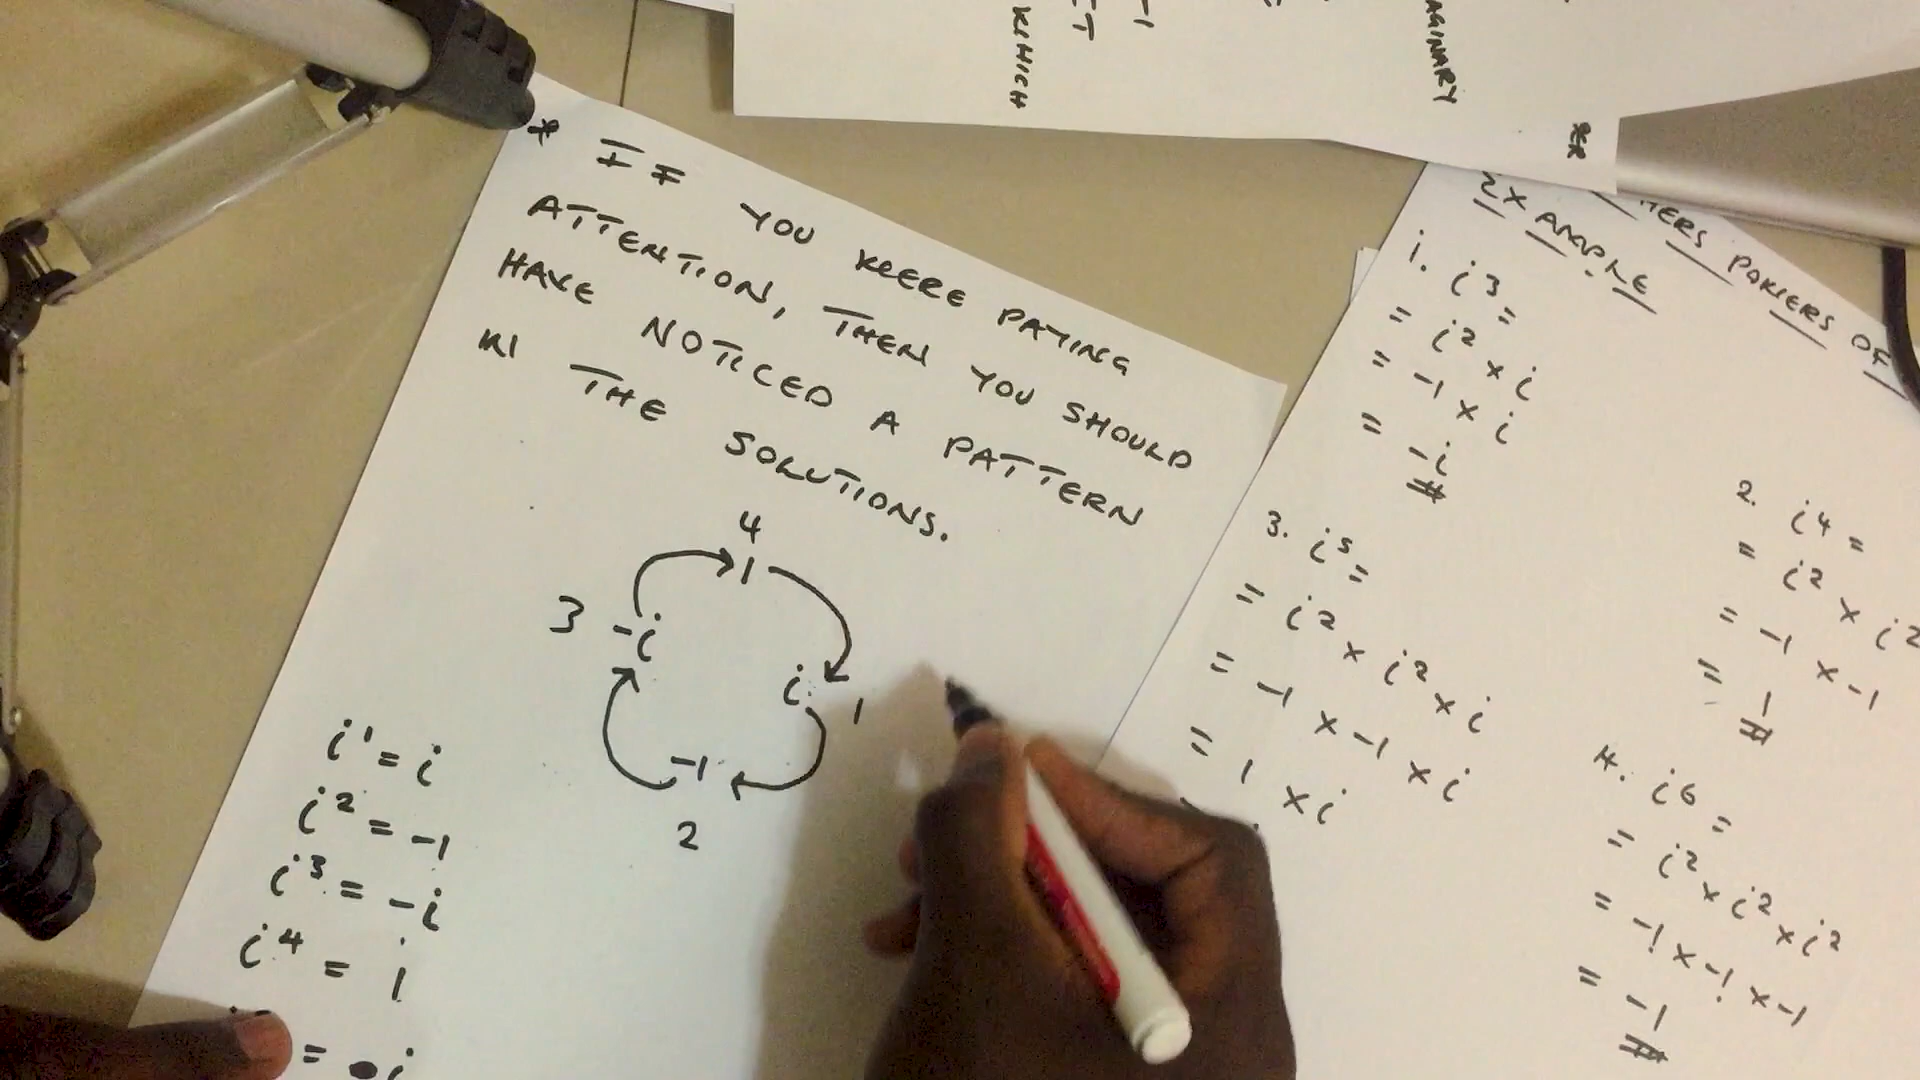 * IF YOU WERE PAYING
ATTENTION, THEN YOU SHOULD
HAVE NOTICED A PATTERN
IN THE SOLUTIONS.
4
1
3 -i
i 1
-1
2
i¹ = i
i² = -1
i³ = -i
i⁴ = 1
= i
WHICH
AGINARY
POWERS OF
EXAMPLE
1. i³ =
= i² × i
= -1 × i
= -i
2. i⁴ =
= i² × i²
= -1 × -1
= 1
3. i⁵ =
= i² × i² × i
= -1 × -1 × i
= 1 × i
4. i⁶ =
= i² × i² × i²
= -1 × -1 × -1
= -1